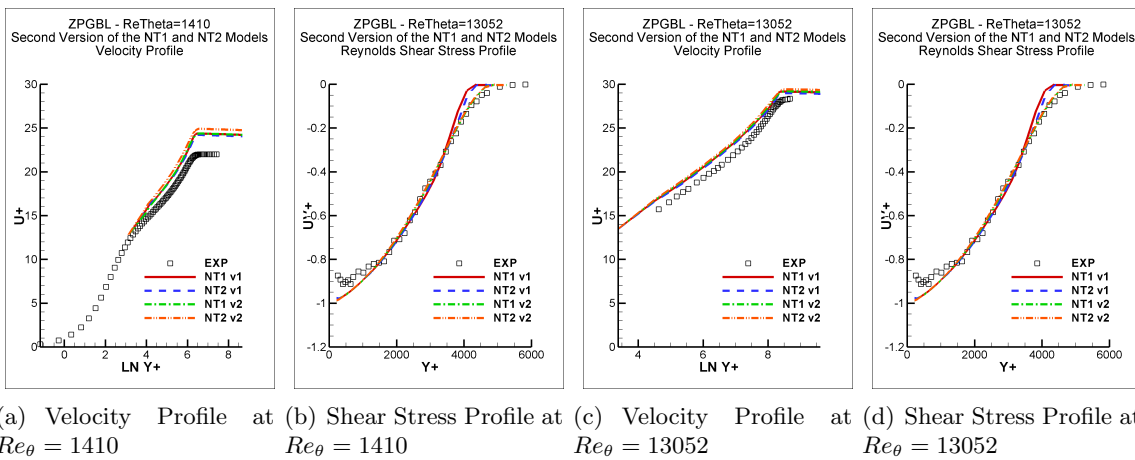 ZPGBL - ReTheta=1410
Second Version of the NT1 and NT2 Models
Velocity Profile
30
25
20
15
10
5
0
U+
0
2
4
6
8
LN Y+
EXP
NT1 v1
NT2 v1
NT1 v2
NT2 v2
ZPGBL - ReTheta=13052
Second Version of the NT1 and NT2 Models
Reynolds Shear Stress Profile
0
-0.2
-0.4
-0.6
-0.8
-1
-1.2
0
2000
4000
6000
Y+
EXP
NT1 v1
NT2 v1
NT1 v2
NT2 v2
ZPGBL - ReTheta=13052
Second Version of the NT1 and NT2 Models
Velocity Profile
30
25
20
15
10
5
0
U+
4
6
8
LN Y+
EXP
NT1 v1
NT2 v1
NT1 v2
NT2 v2
ZPGBL - ReTheta=13052
Second Version of the NT1 and NT2 Models
Reynolds Shear Stress Profile
0
-0.2
-0.4
-0.6
-0.8
-1
-1.2
0
2000
4000
6000
Y+
EXP
NT1 v1
NT2 v1
NT1 v2
NT2 v2
a) Velocity Profile at
Reθ = 1410
(b) Shear Stress Profile at
Reθ = 1410
(c) Velocity Profile at
Reθ = 13052
(d) Shear Stress Profile at
Reθ = 13052